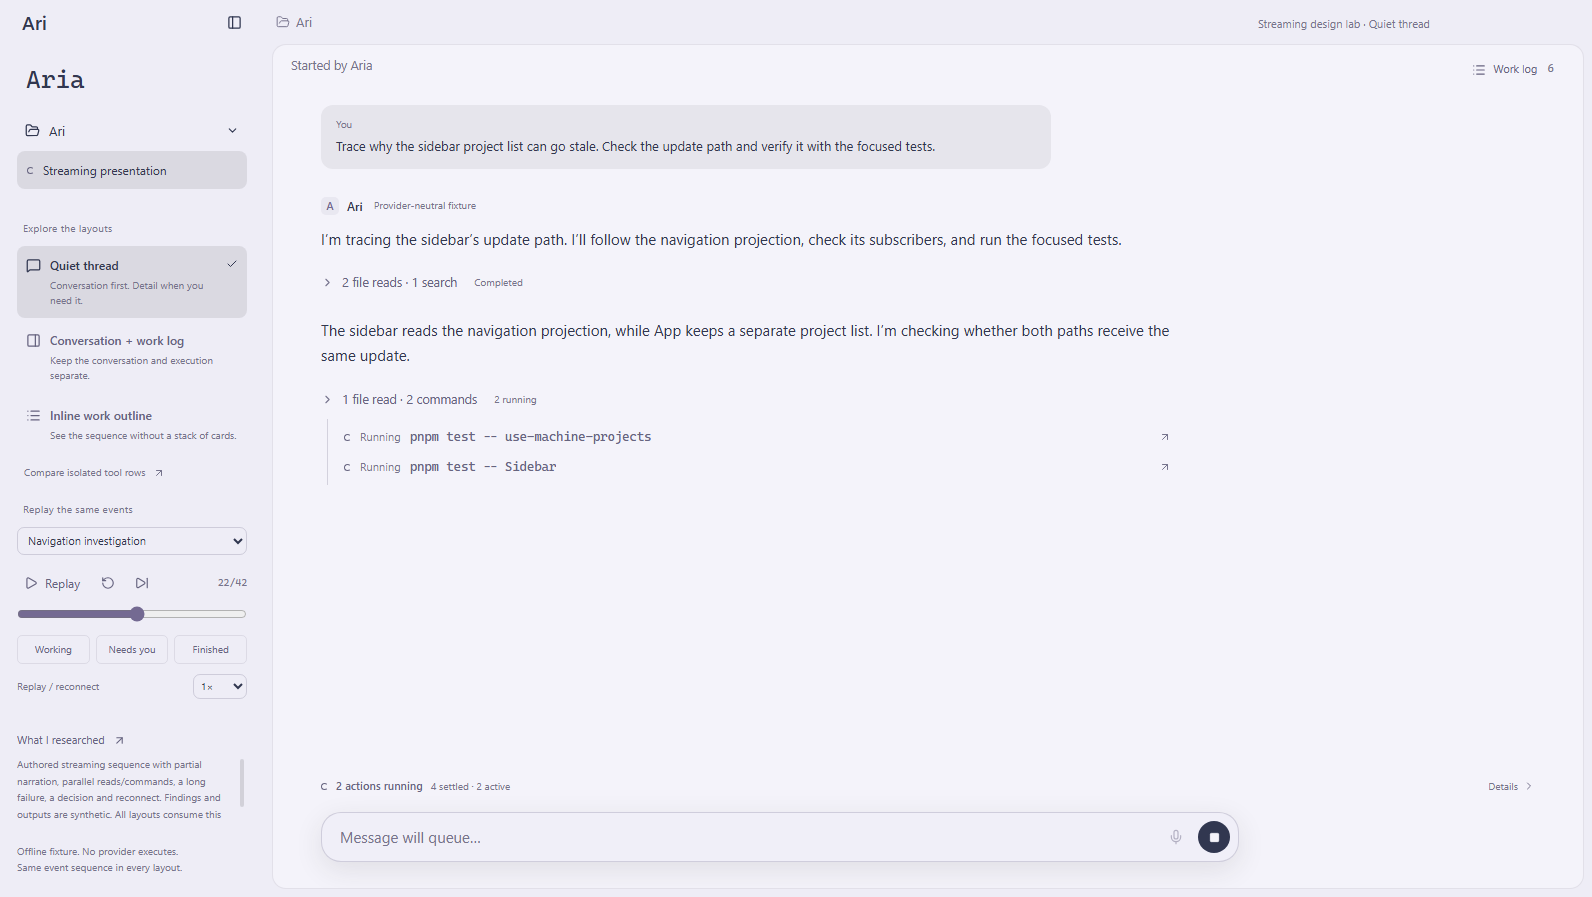 Ari
Aria
Ari
Streaming presentation
Explore the layouts
Quiet thread
Conversation first. Detail when you
need it.
Conversation + work log
Keep the conversation and execution
separate.
Inline work outline
See the sequence without a stack of cards.
Compare isolated tool rows
Replay the same events
Navigation investigation
Replay
22/42
Working
Needs you
Finished
Replay / reconnect
1×
What I researched
Authored streaming sequence with partial
narration, parallel reads/commands, a long
failure, a decision and reconnect. Findings and
outputs are synthetic. All layouts consume this
Offline fixture. No provider executes.
Same event sequence in every layout.
Ari
Streaming design lab · Quiet thread
Started by Aria
Work log 6
You
Trace why the sidebar project list can go stale. Check the update path and verify it with the focused tests.
A Ari Provider-neutral fixture
I’m tracing the sidebar’s update path. I’ll follow the navigation projection, check its subscribers, and run the focused tests.
2 file reads · 1 search Completed
The sidebar reads the navigation projection, while App keeps a separate project list. I’m checking whether both paths receive the
same update.
1 file read · 2 commands 2 running
Running pnpm test -- use-machine-projects
Running pnpm test -- Sidebar
2 actions running 4 settled · 2 active
Details
Message will queue...